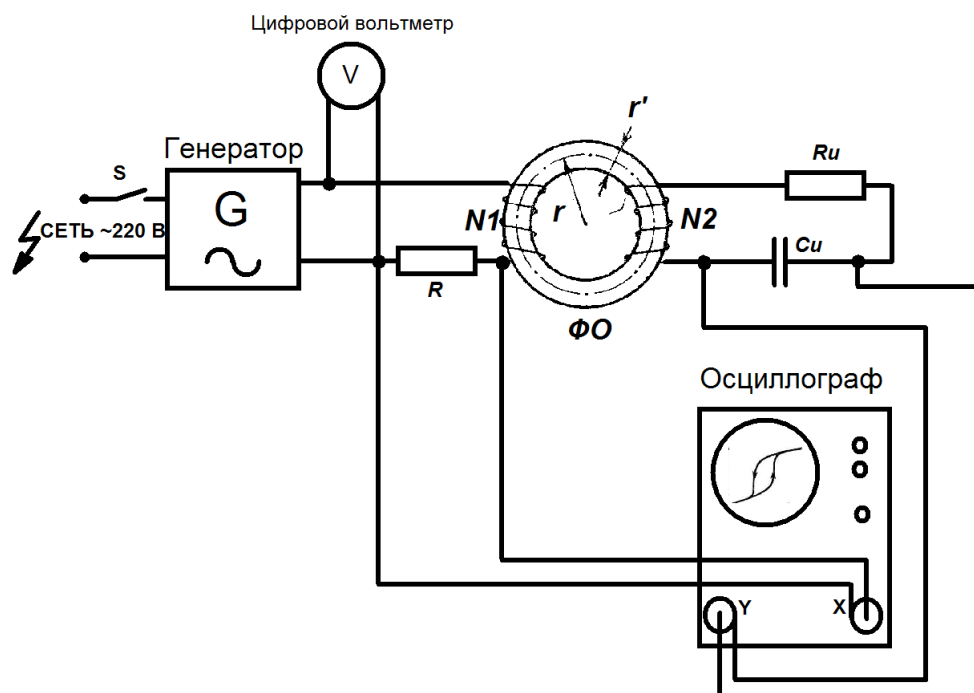 Цифровой вольтметр
V
Генератор
r'
Ru
S
G
СЕТЬ ~220 В
N1
r
N2
Cu
R
ФО
Осциллограф
Y
X